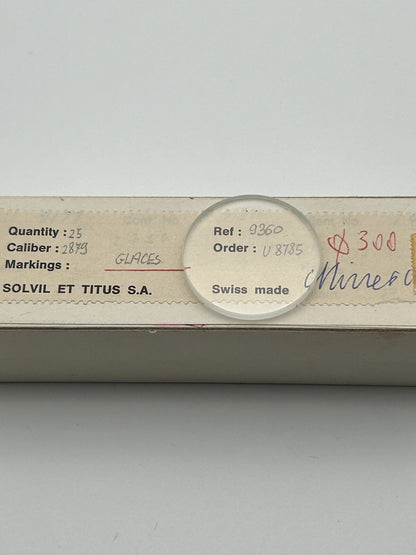 Quantity : 25
Caliber : 2879
Markings : GLACES
SOLVIL ET TITUS S.A.
Ref : 9360
Order : U 8785
Swiss made
Ø 300